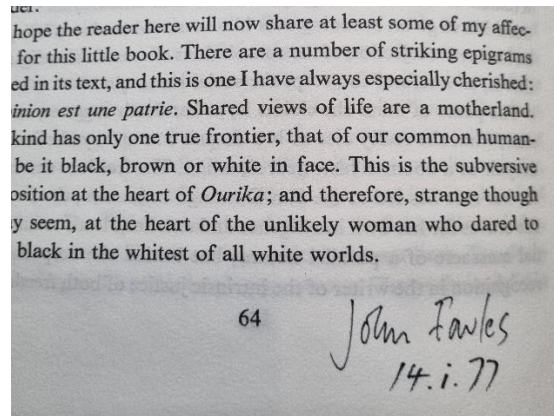 hope the reader here will now share at least some of my affec-
for this little book. There are a number of striking epigrams
ed in its text, and this is one I have always especially cherished:
inion est une patrie. Shared views of life are a motherland.
kind has only one true frontier, that of our common human-
be it black, brown or white in face. This is the subversive
osition at the heart of Ourika; and therefore, strange though
y seem, at the heart of the unlikely woman who dared to
black in the whitest of all white worlds.
64
John Fowles
14.i.77